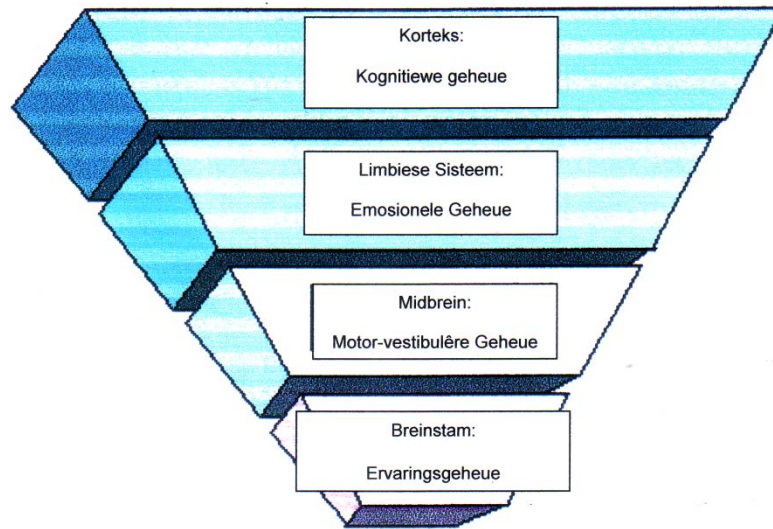 Korteks:
Kognitiewe geheue
Limbiese Sisteem:
Emosionele Geheue
Midbrein:
Motor-vestibulêre Geheue
Breinstam:
Ervaringsgeheue